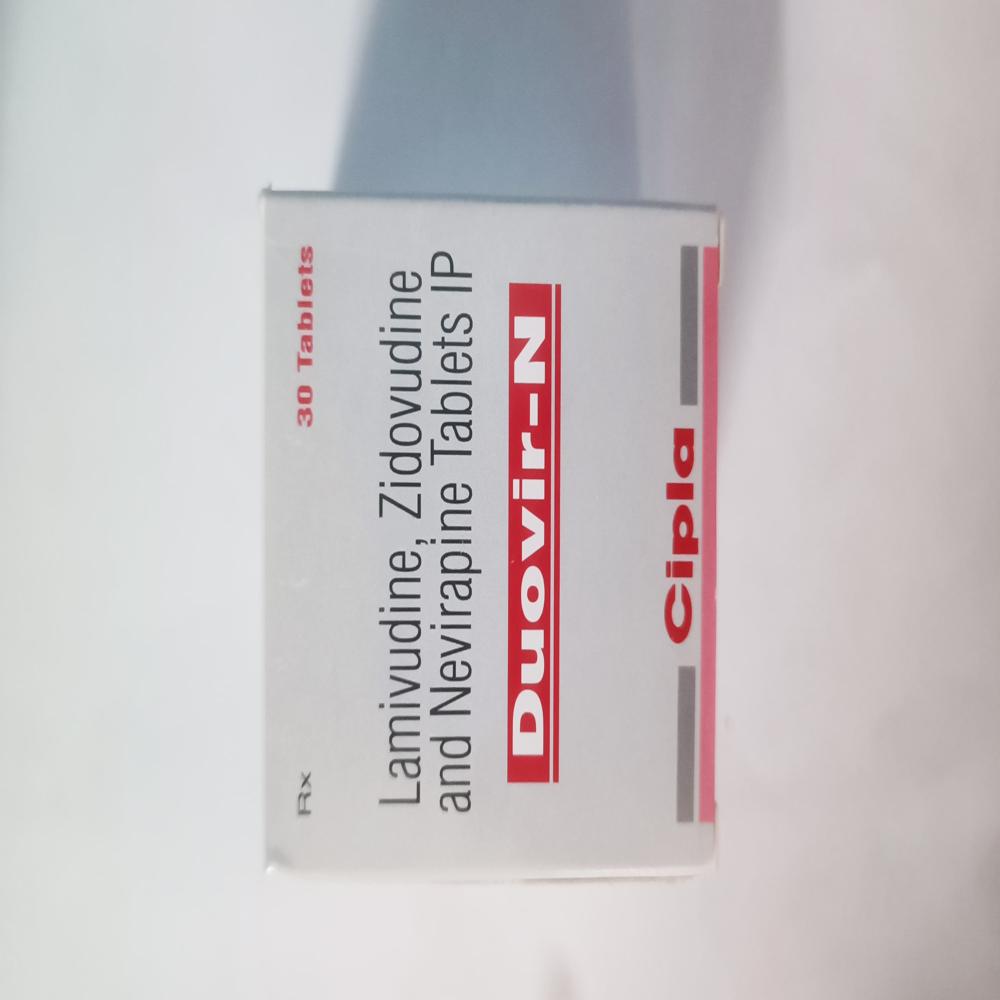 Rx
30 Tablets
Lamivudine, Zidovudine
and Nevirapine Tablets IP
Duovir-N
Cipla